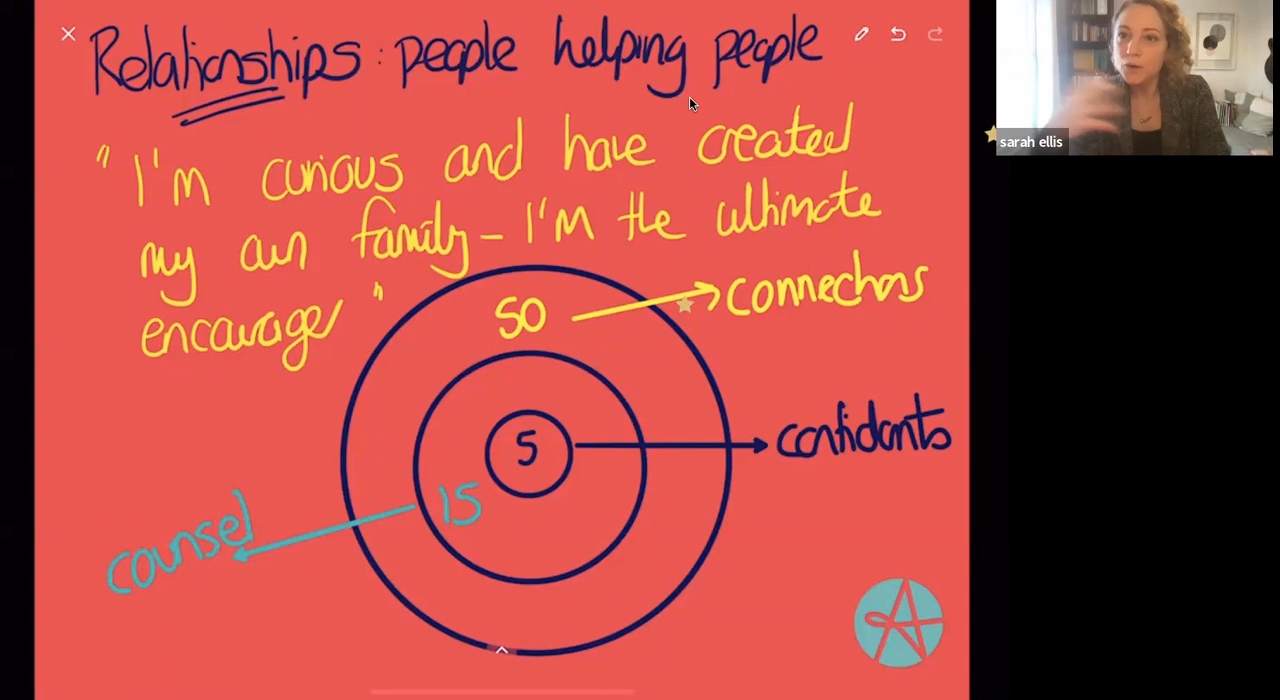 Relationships: people helping people
"I'm curious and have created
my own family - I'm the ultimate
encourager"
50 → connectors
5 → confidants
15
counsel
A
sarah ellis